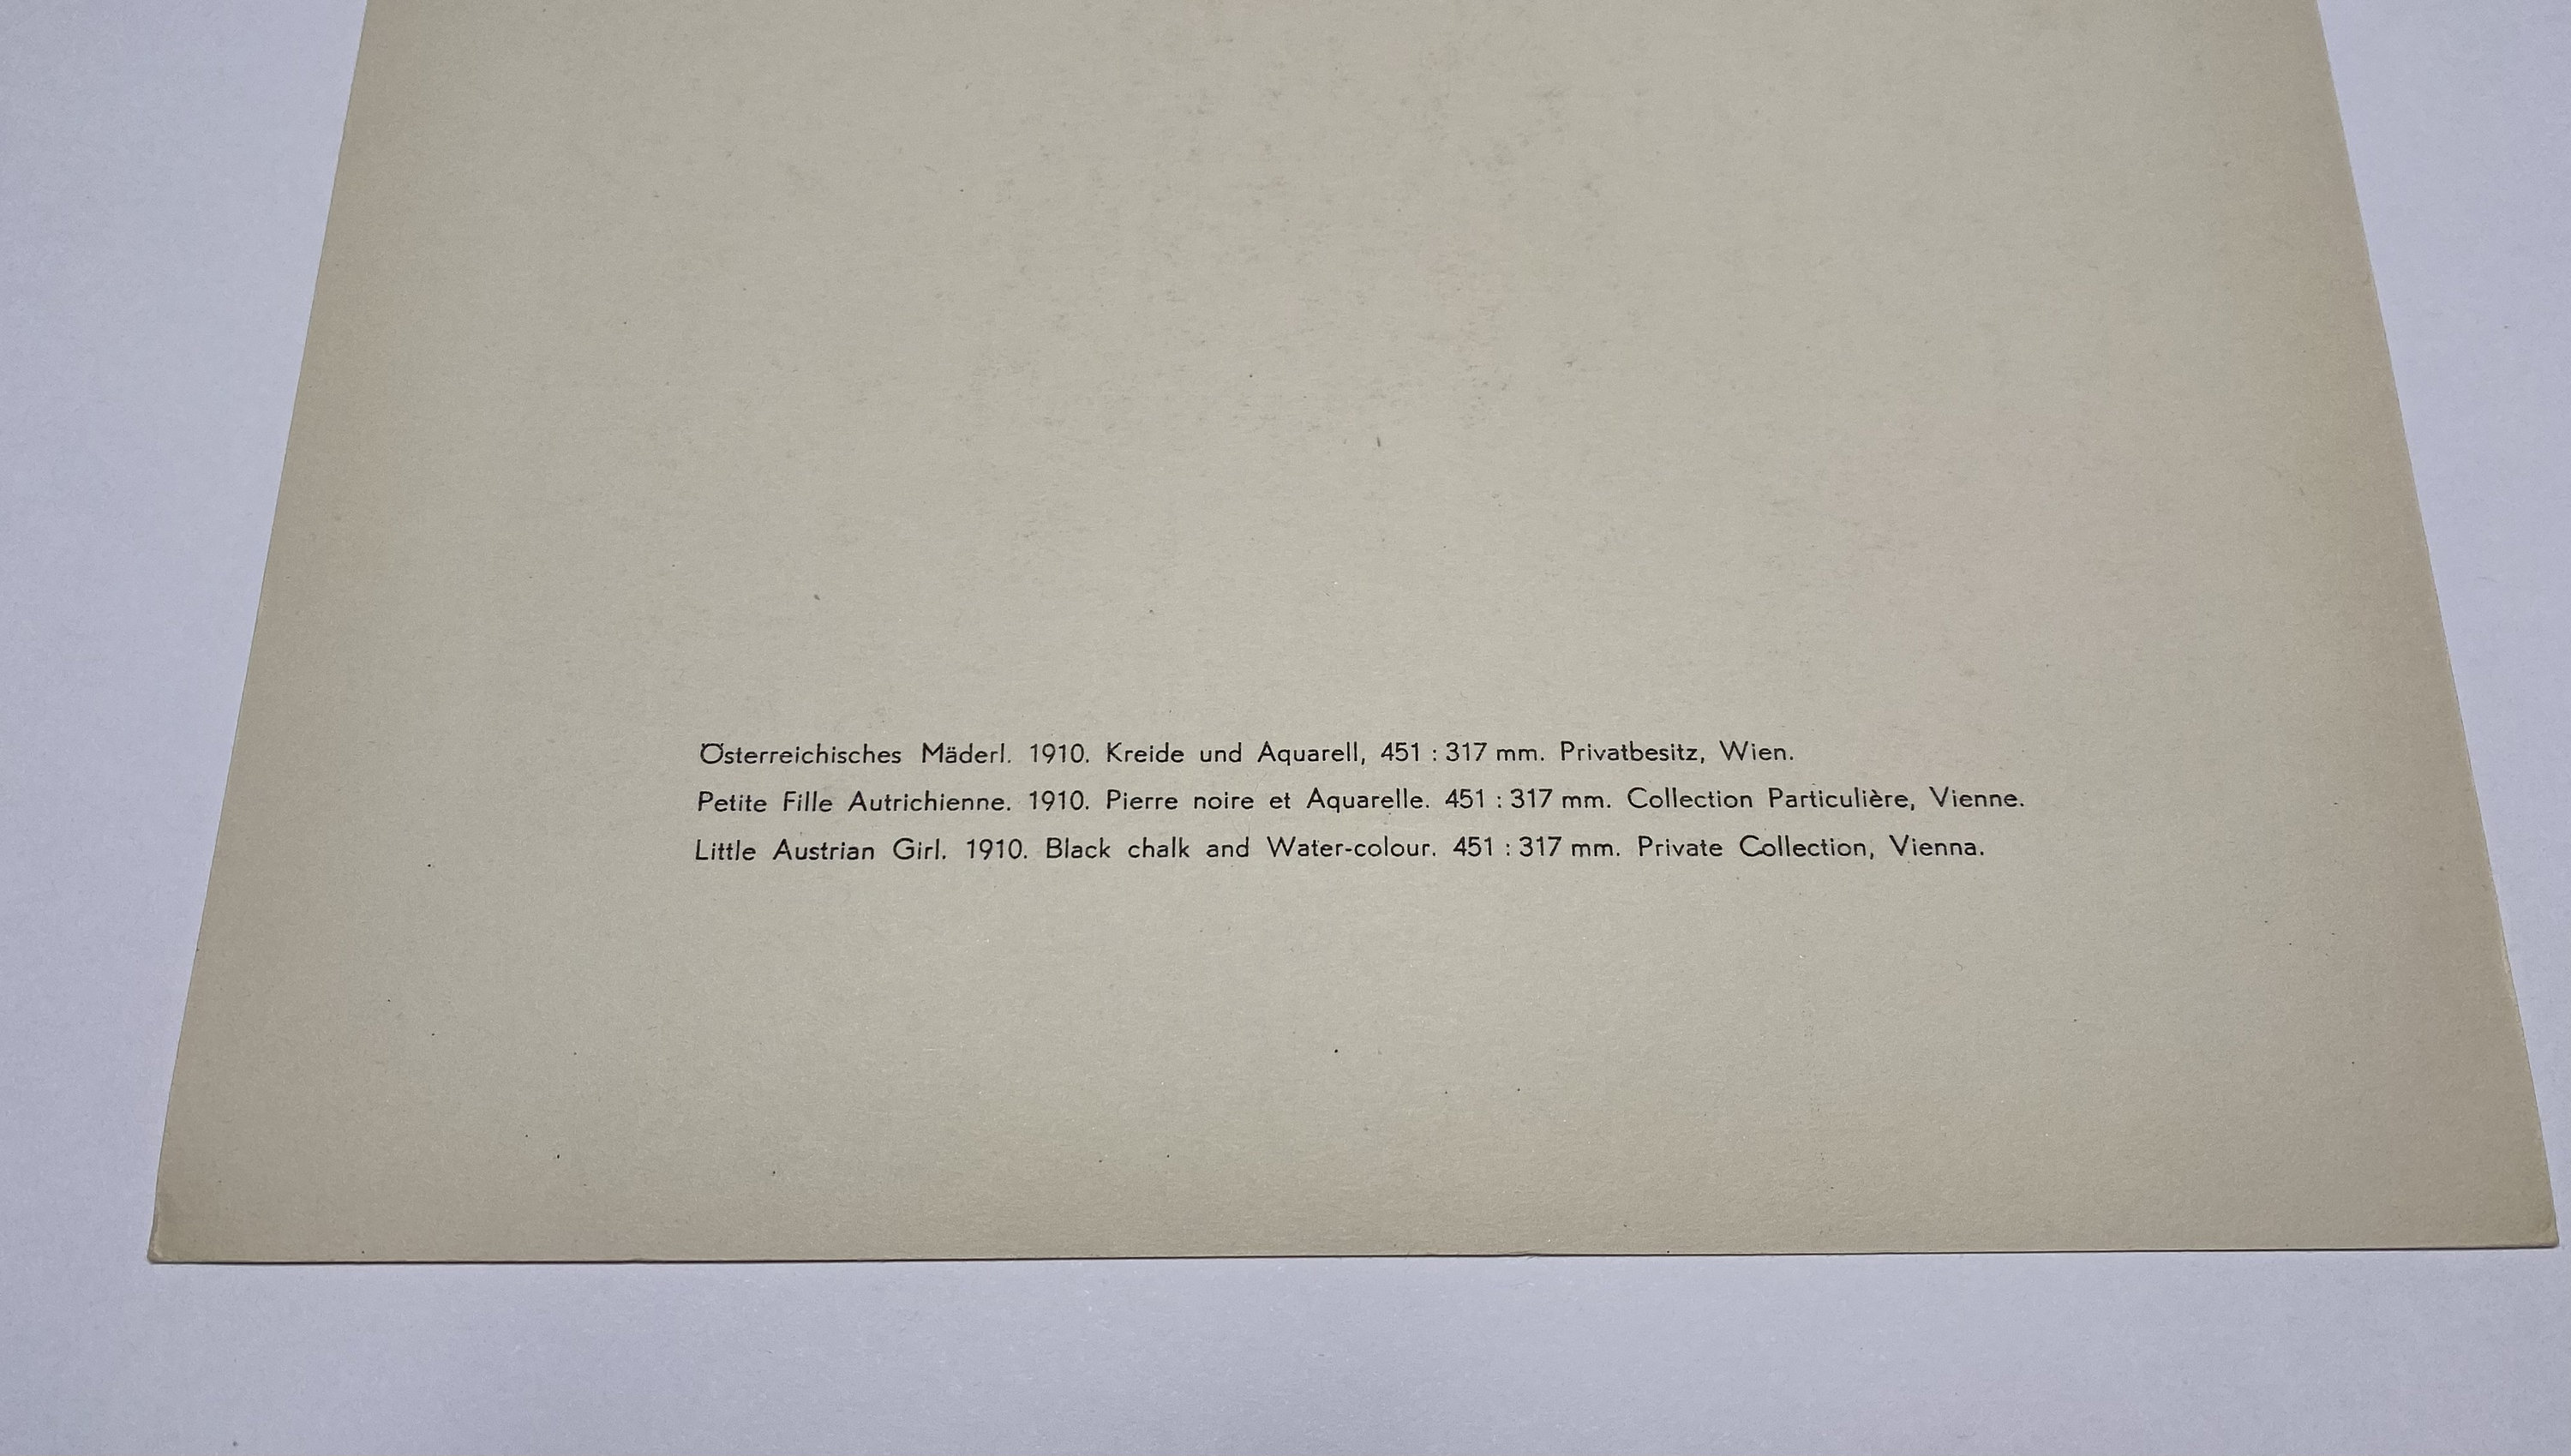 Österreichisches Mäderl. 1910. Kreide und Aquarell, 451 : 317 mm. Privatbesitz, Wien.
Petite Fille Autrichienne. 1910. Pierre noire et Aquarelle. 451 : 317 mm. Collection Particulière, Vienne.
Little Austrian Girl. 1910. Black chalk and Water-colour. 451 : 317 mm. Private Collection, Vienna.